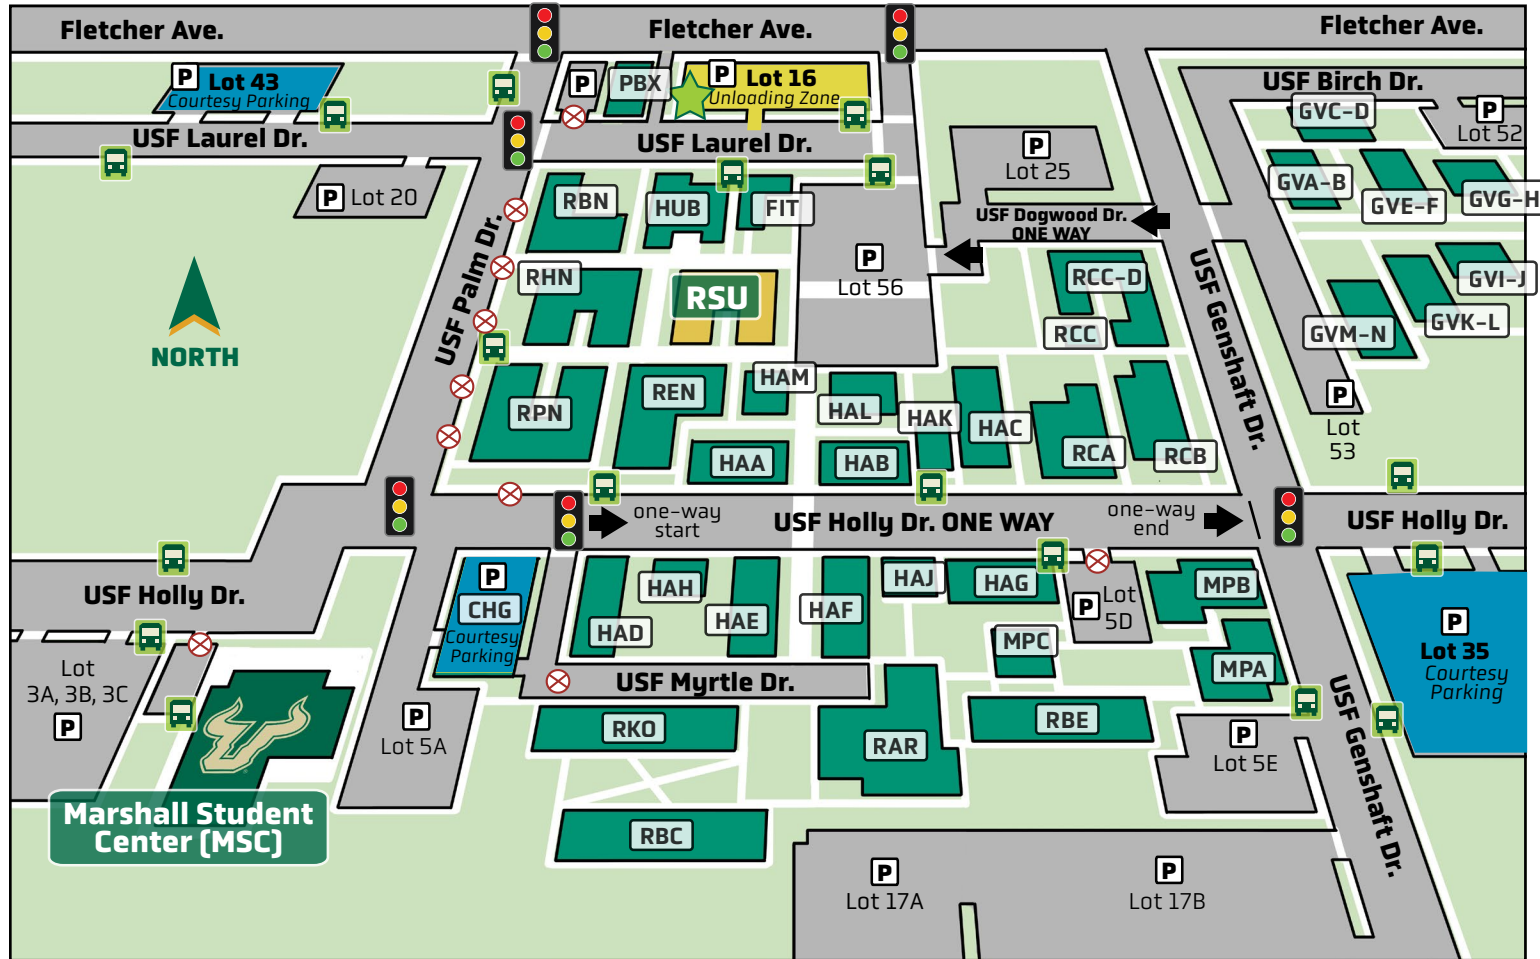 Fletcher Ave.
Fletcher Ave.
Fletcher Ave.
P
Lot 43
Courtesy Parking
P
PBX
P
Lot 16
Unloading Zone
USF Birch Dr.
GVC-D
P
Lot 52
USF Laurel Dr.
USF Laurel Dr.
P
Lot 25
P Lot 20
RBN
HUB
FIT
GVA-B
GVE-F
GVG-H
USF Dogwood Dr.
ONE WAY
USF Palm Dr.
P
Lot 56
RHN
RSU
RCC-D
RCC
USF Genshaft Dr.
GVI-J
GVK-L
GVM-N
NORTH
P
Lot
53
RPN
REN
HAM
HAL
HAK
HAC
RCA
RCB
HAA
HAB
one-way
start
USF Holly Dr. ONE WAY
one-way
end
USF Holly Dr.
USF Holly Dr.
P
CHG
Courtesy
Parking
HAD
HAH
HAE
HAF
HAJ
HAG
P
Lot
5D
MPB
MPC
MPA
P
Lot 35
Courtesy
Parking
Lot
3A, 3B, 3C
P
USF Myrtle Dr.
P
Lot 5A
RKO
RAR
RBE
P
Lot 5E
USF Genshaft Dr.
Marshall Student
Center (MSC)
RBC
P
Lot 17A
P
Lot 17B